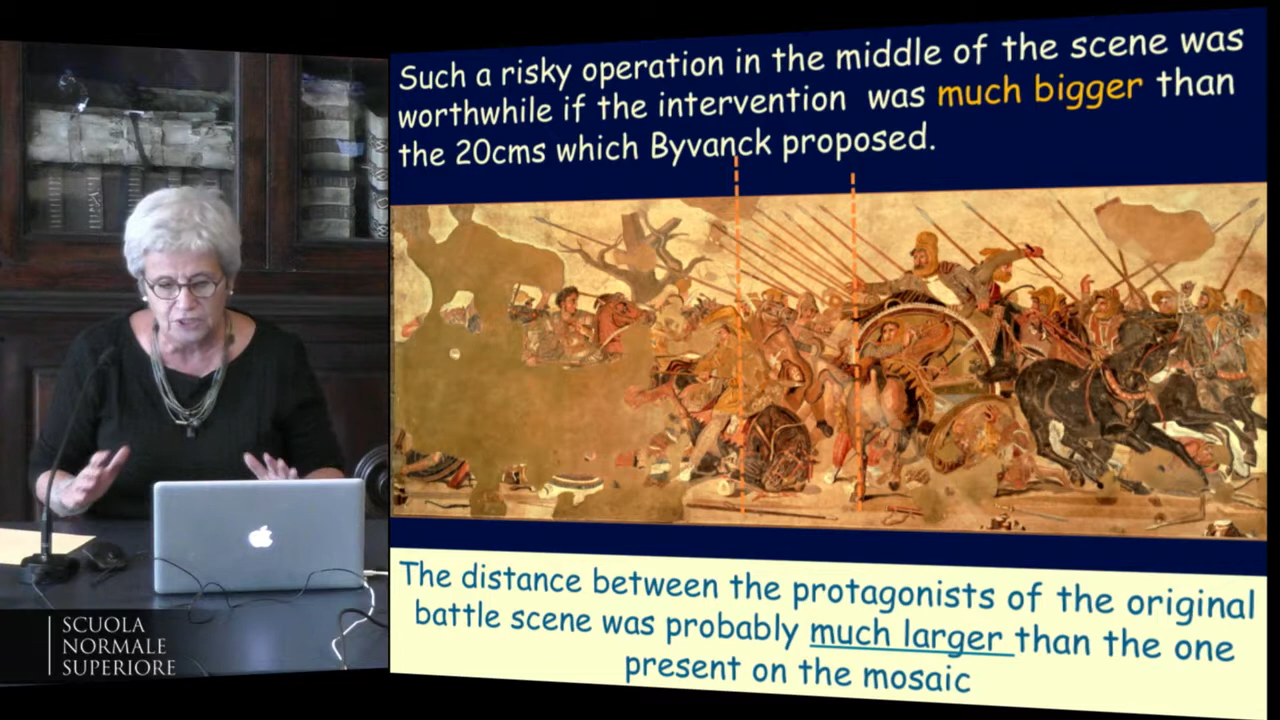 Such a risky operation in the middle of the scene was
worthwhile if the intervention was much bigger than
the 20cms which Byvanck proposed.
The distance between the protagonists of the original
battle scene was probably much larger than the one
present on the mosaic
SCUOLA
NORMALE
SUPERIORE